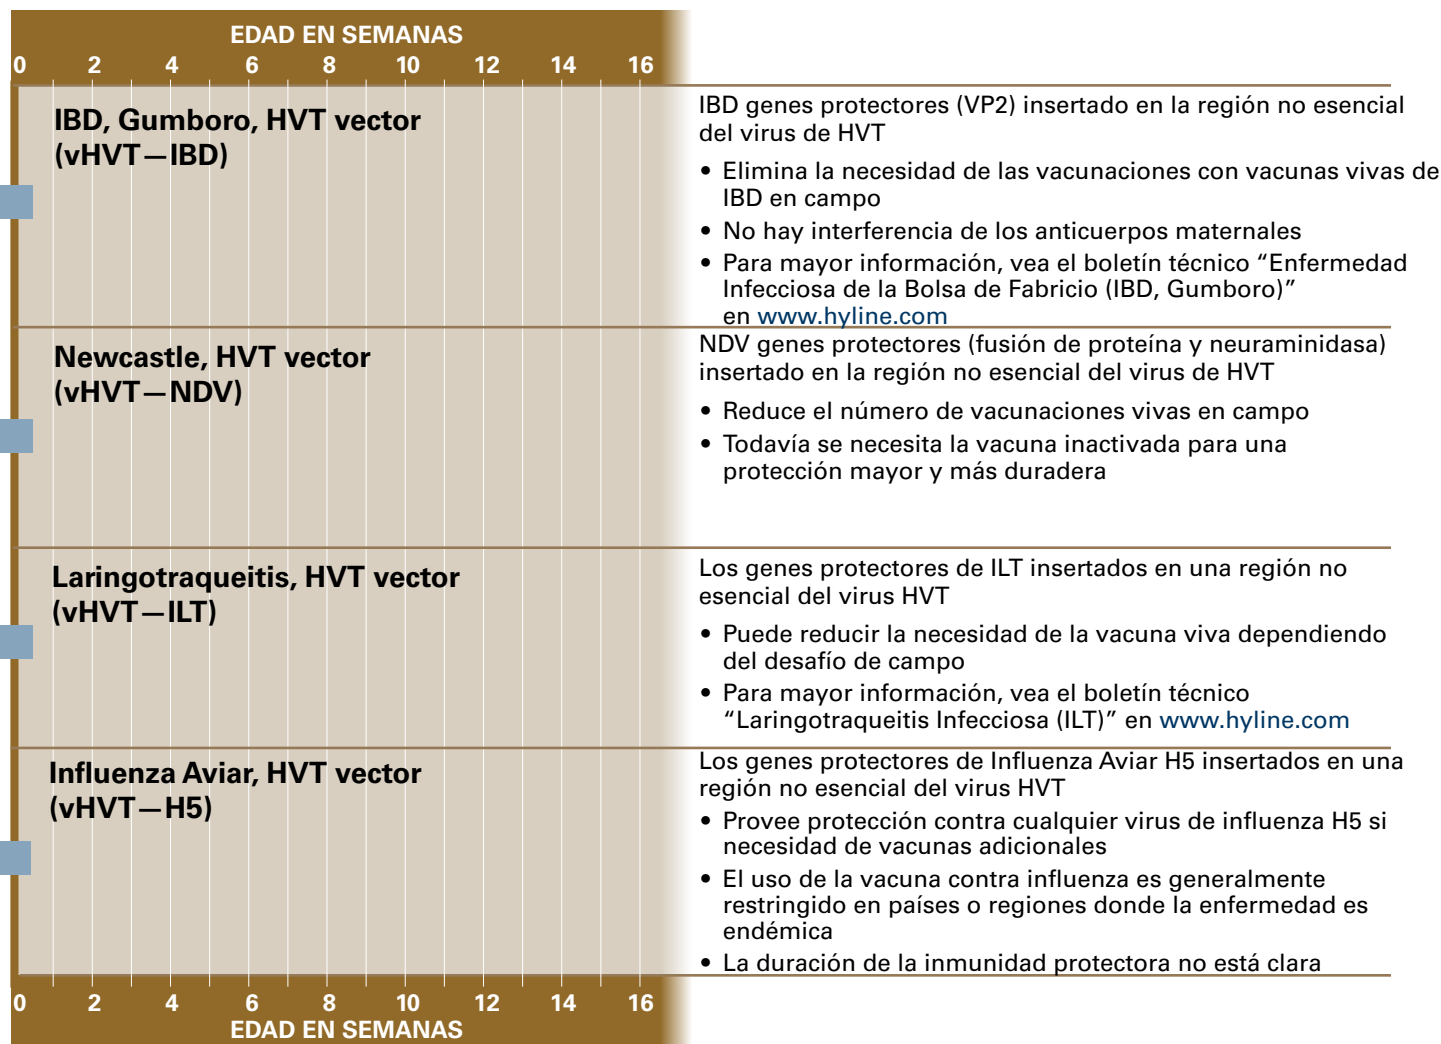 EDAD EN SEMANAS
0 2 4 6 8 10 12 14 16
IBD, Gumboro, HVT vector
(vHVT—IBD)
IBD genes protectores (VP2) insertado en la región no esencial
del virus de HVT
• Elimina la necesidad de las vacunaciones con vacunas vivas de
IBD en campo
• No hay interferencia de los anticuerpos maternales
• Para mayor información, vea el boletín técnico “Enfermedad
Infecciosa de la Bolsa de Fabricio (IBD, Gumboro)”
en www.hyline.com
Newcastle, HVT vector
(vHVT—NDV)
NDV genes protectores (fusión de proteína y neuraminidasa)
insertado en la región no esencial del virus de HVT
• Reduce el número de vacunaciones vivas en campo
• Todavía se necesita la vacuna inactivada para una
protección mayor y más duradera
Laringotraqueitis, HVT vector
(vHVT—ILT)
Los genes protectores de ILT insertados en una región no
esencial del virus HVT
• Puede reducir la necesidad de la vacuna viva dependiendo
del desafío de campo
• Para mayor información, vea el boletín técnico
“Laringotraqueitis Infecciosa (ILT)” en www.hyline.com
Influenza Aviar, HVT vector
(vHVT—H5)
Los genes protectores de Influenza Aviar H5 insertados en una
región no esencial del virus HVT
• Provee protección contra cualquier virus de influenza H5 si
necesidad de vacunas adicionales
• El uso de la vacuna contra influenza es generalmente
restringido en países o regiones donde la enfermedad es
endémica
• La duración de la inmunidad protectora no está clara
0 2 4 6 8 10 12 14 16
EDAD EN SEMANAS